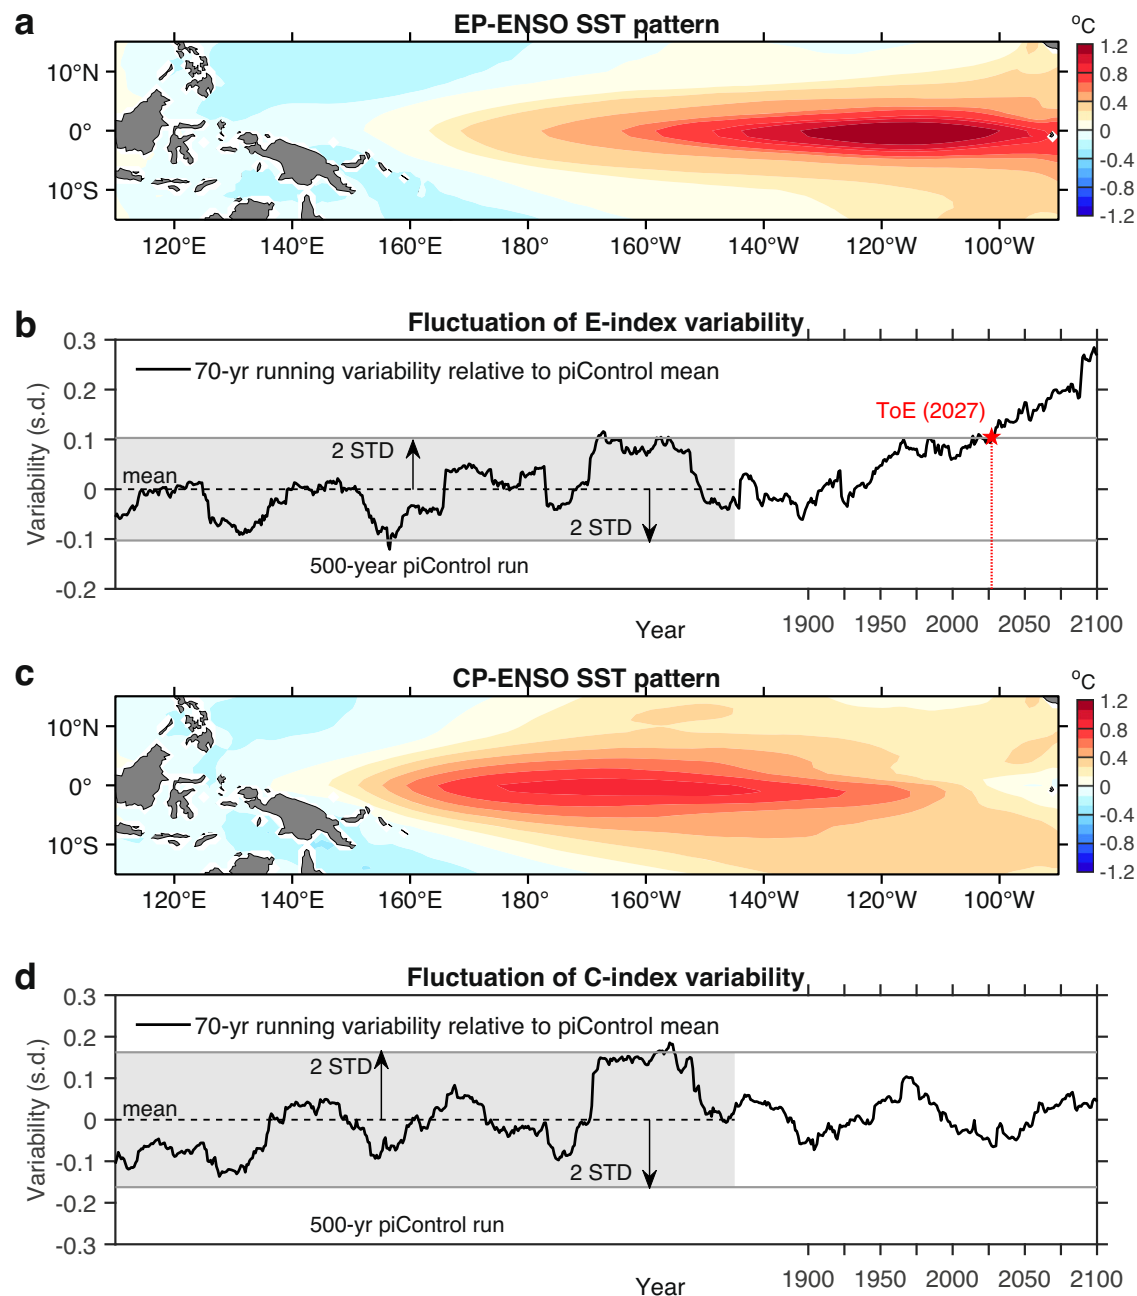 a
EP-ENSO SST pattern
°C
10°N
0°
10°S
1.2
0.8
0.4
0
-0.4
-0.8
-1.2
120°E 140°E 160°E 180° 160°W 140°W 120°W 100°W
b
Fluctuation of E-index variability
0.3
0.2
0.1
0
-0.1
-0.2
Variability (s.d.)
70-yr running variability relative to piControl mean
ToE (2027)
2 STD
mean
2 STD
500-year piControl run
1900 1950 2000 2050 2100
Year
c
CP-ENSO SST pattern
°C
10°N
0°
10°S
1.2
0.8
0.4
0
-0.4
-0.8
-1.2
120°E 140°E 160°E 180° 160°W 140°W 120°W 100°W
d
Fluctuation of C-index variability
0.3
0.2
0.1
0
-0.1
-0.2
-0.3
Variability (s.d.)
70-yr running variability relative to piControl mean
2 STD
mean
2 STD
500-yr piControl run
1900 1950 2000 2050 2100
Year